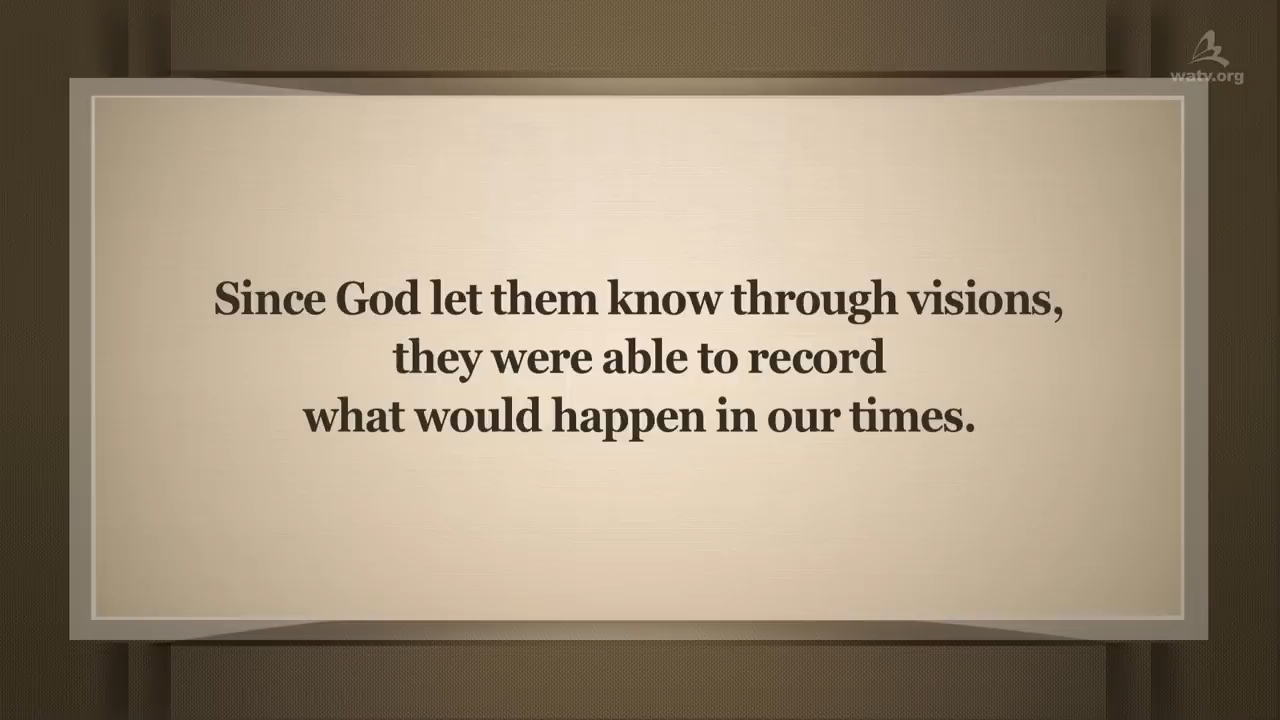 watv.org
Since God let them know through visions,
they were able to record
what would happen in our times.